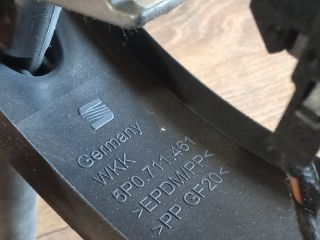 Germany
WKK
5P0.711.461
>EPDM/PP<
>PP GF20<